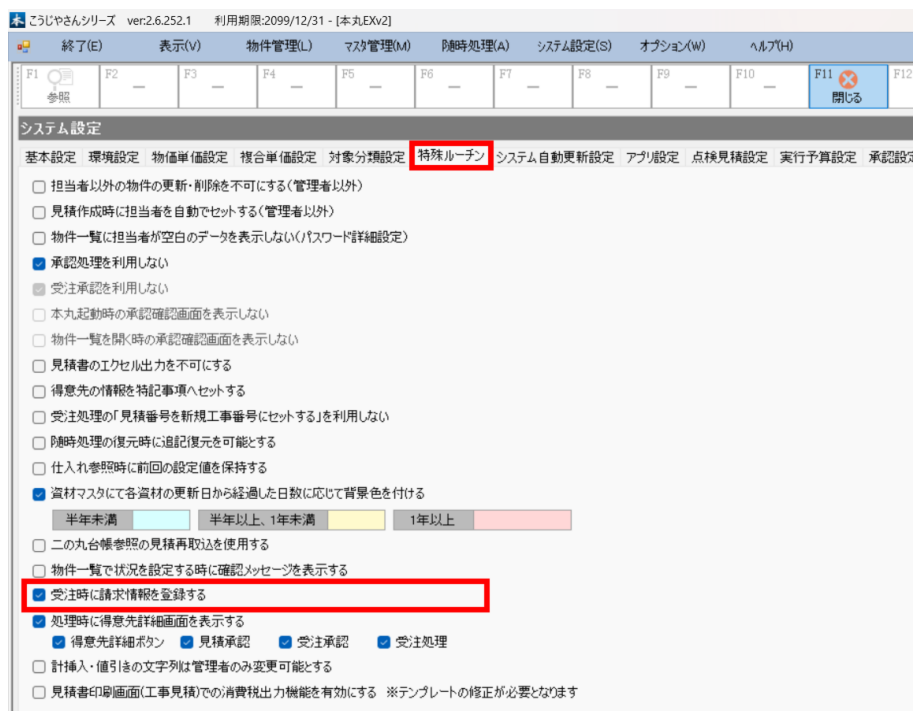 こうじやさんシリーズ ver:2.6.252.1 利用期限:2099/12/31 - [本丸EXv2]
終了(E) 表示(V) 物件管理(L) マスタ管理(M) 随時処理(A) システム設定(S) オプション(W) ヘルプ(H)
F1 参照 F2 F3 F4 F5 F6 F7 F8 F9 F10 F11 閉じる F12
システム設定
基本設定 環境設定 物価単価設定 複合単価設定 対象分類設定 特殊ルーチン システム自動更新設定 アプリ設定 点検見積設定 実行予算設定 承認設定
担当者以外の物件の更新・削除を不可にする(管理者以外)
見積作成時に担当者を自動でセットする(管理者以外)
物件一覧に担当者が空白のデータを表示しない(パスワード詳細設定)
承認処理を利用しない
受注承認を利用しない
本丸起動時の承認確認画面を表示しない
物件一覧を開く時の承認確認画面を表示しない
見積書のエクセル出力を不可にする
得意先の情報を特記事項へセットする
受注処理の「見積番号を新規工事番号にセットする」を利用しない
随時処理の復元時に追記復元を可能とする
仕入れ参照時に前回の設定値を保持する
資材マスタにて各資材の更新日から経過した日数に応じて背景色を付ける
半年未満 半年以上、1年未満 1年以上
二の丸台帳参照の見積再取込を使用する
物件一覧で状況を設定する時に確認メッセージを表示する
受注時に請求情報を登録する
処理時に得意先詳細画面を表示する
得意先詳細ボタン 見積承認 受注承認 受注処理
計挿入・値引きの文字列は管理者のみ変更可能とする
見積書印刷画面(工事見積)での消費税出力機能を有効にする ※テンプレートの修正が必要となります